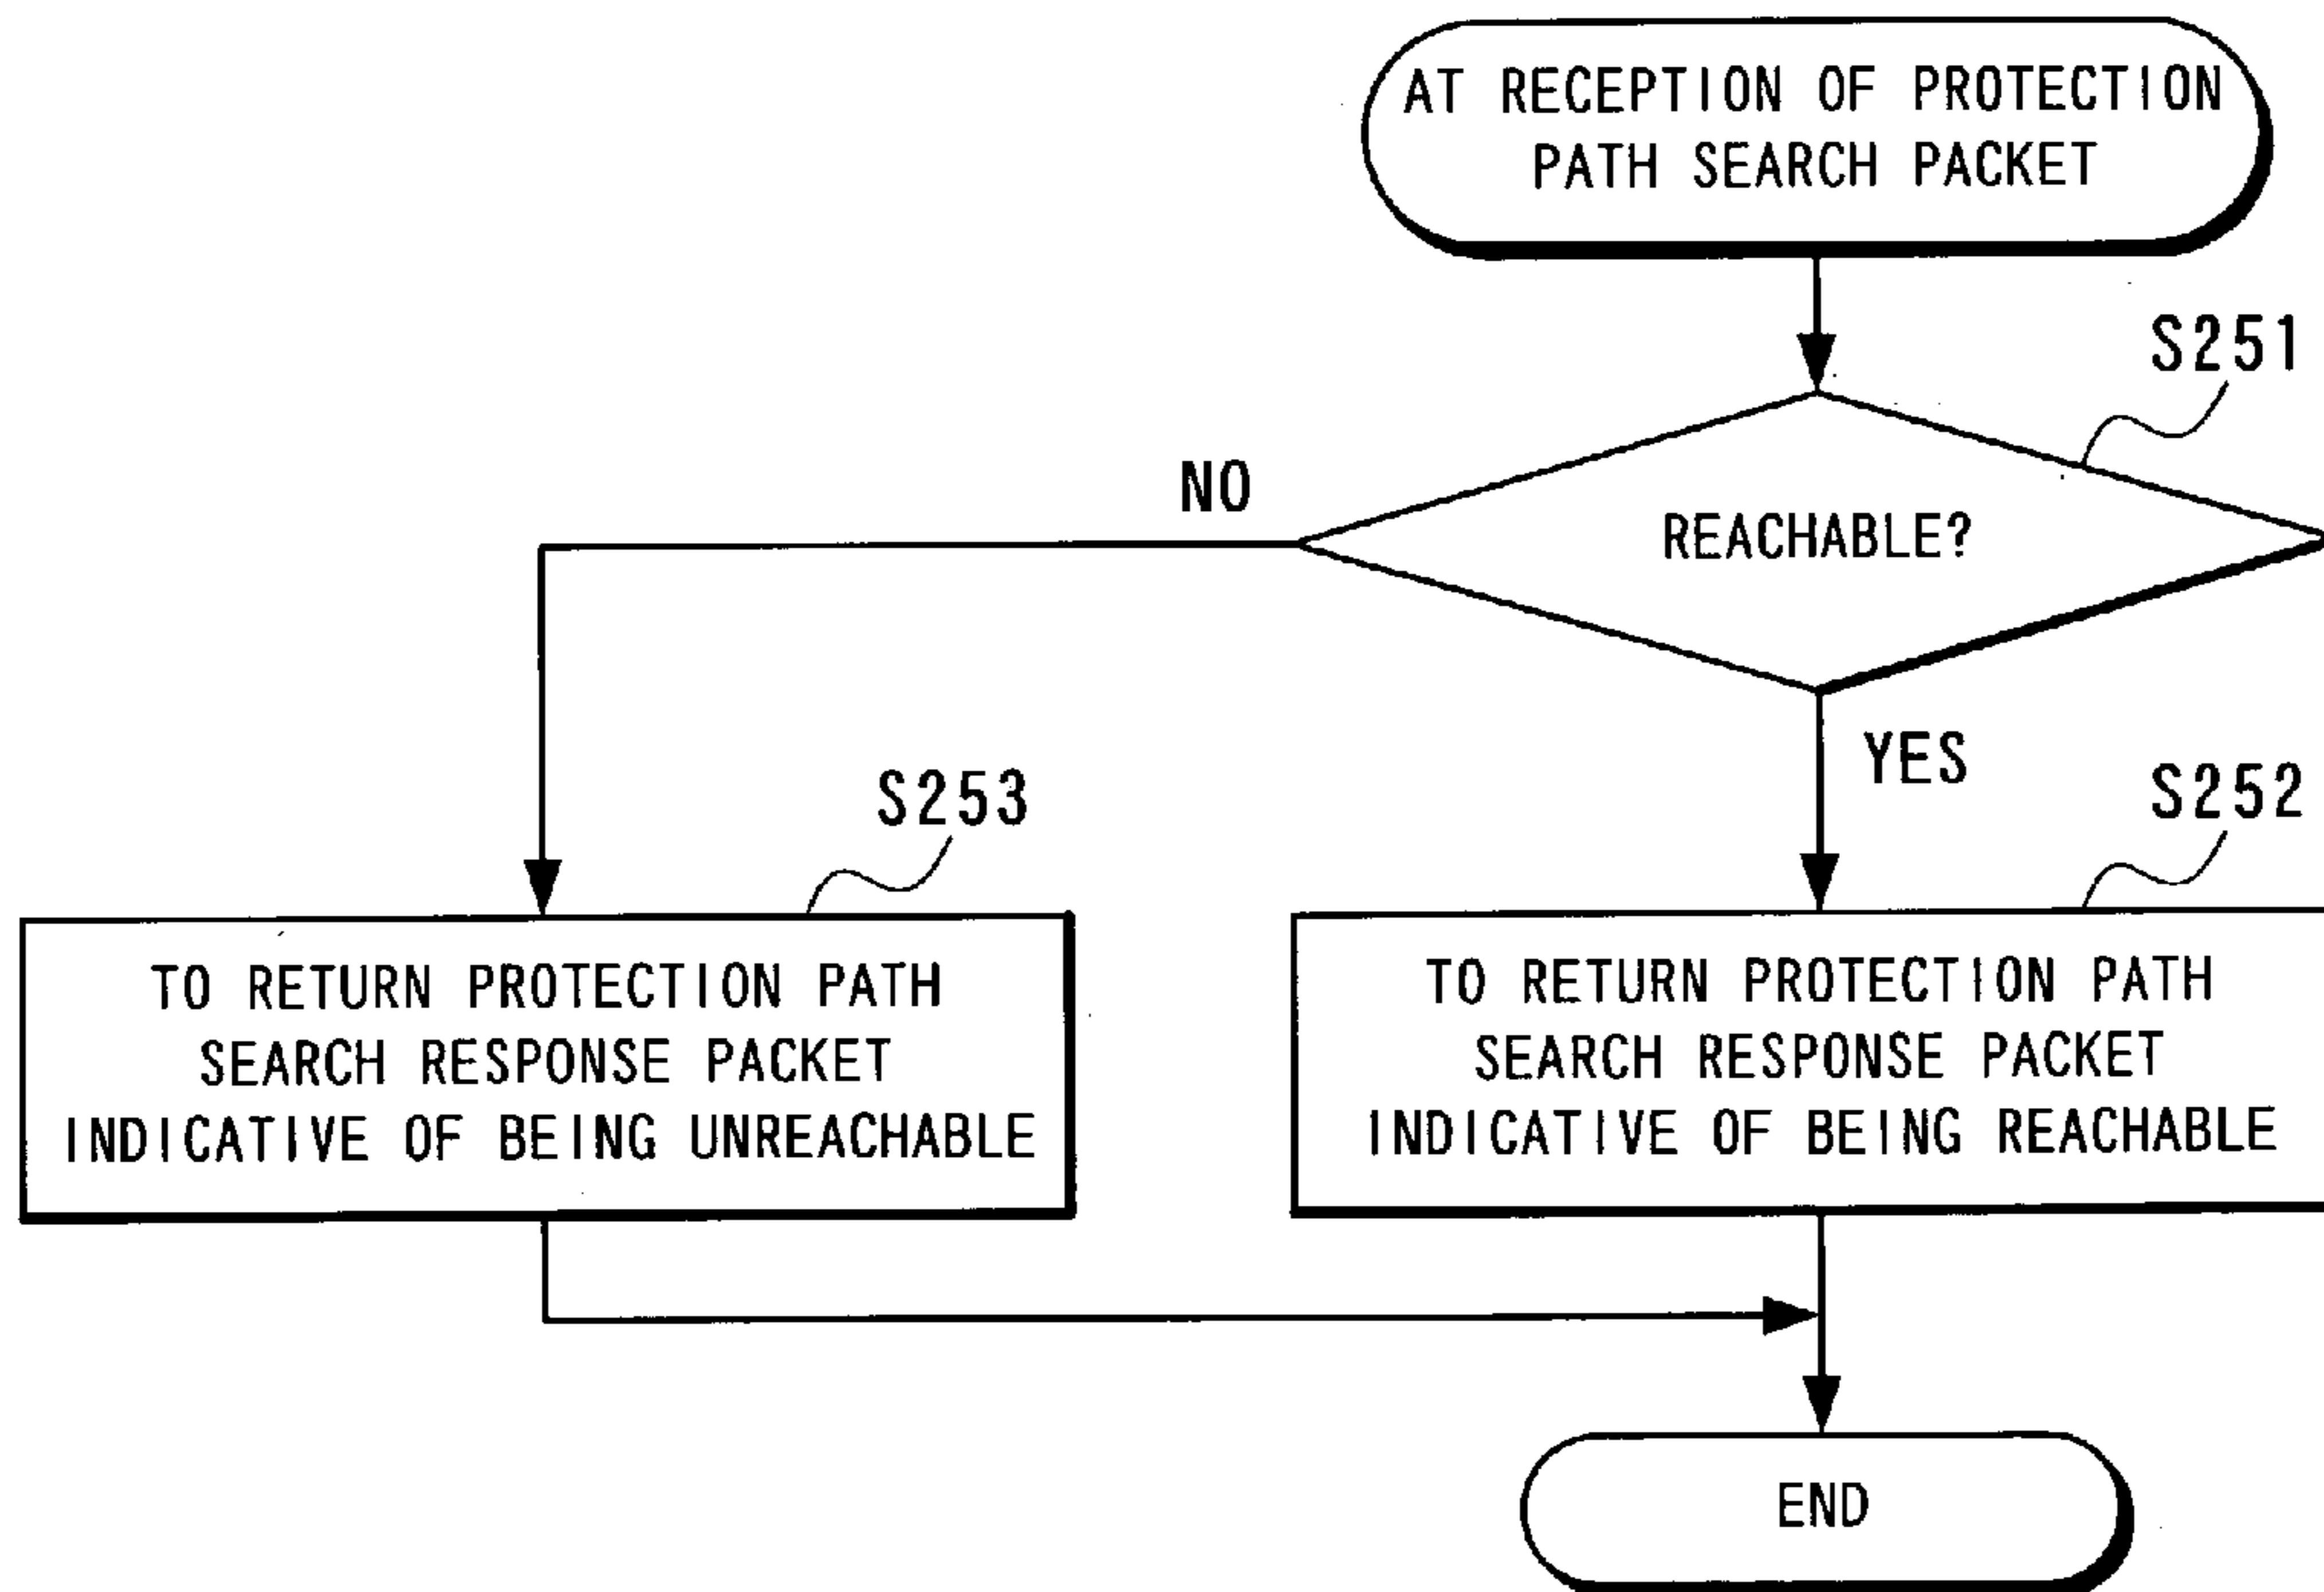 AT RECEPTION OF PROTECTION
PATH SEARCH PACKET
S251
REACHABLE?
NO
YES
S253
S252
TO RETURN PROTECTION PATH
SEARCH RESPONSE PACKET
INDICATIVE OF BEING UNREACHABLE
TO RETURN PROTECTION PATH
SEARCH RESPONSE PACKET
INDICATIVE OF BEING REACHABLE
END